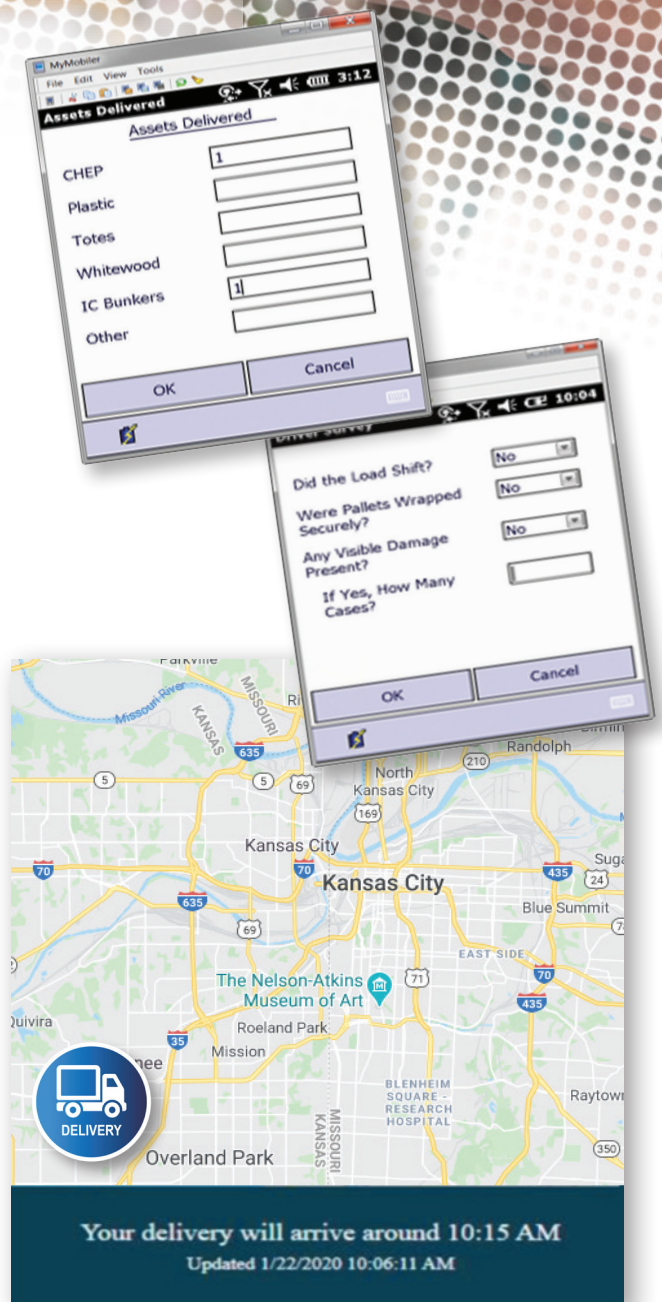 MyMobiler
File Edit View Tools
Assets Delivered 3:12
Assets Delivered
CHEP 1
Plastic
Totes
Whitewood
IC Bunkers 1
Other
OK Cancel
Driver Survey 10:04
Did the Load Shift? No
Were Pallets Wrapped No
Securely?
Any Visible Damage No
Present?
If Yes, How Many
Cases?
OK Cancel
Parkville
Missouri River
MISSOURI
KANSAS
635
Randolph
210
5
5
69
North
Kansas City
169
Kansas City
70
70
Kansas City
435
24
635
Blue Summit
69
EAST SIDE
The Nelson-Atkins
Museum of Art
71
70
435
Quivira
Roeland Park
35
Mission
BLENHEIM
SQUARE -
RESEARCH
HOSPITAL
DELIVERY
MISSOURI
KANSAS
Overland Park
350
Your delivery will arrive around 10:15 AM
Updated 1/22/2020 10:06:11 AM